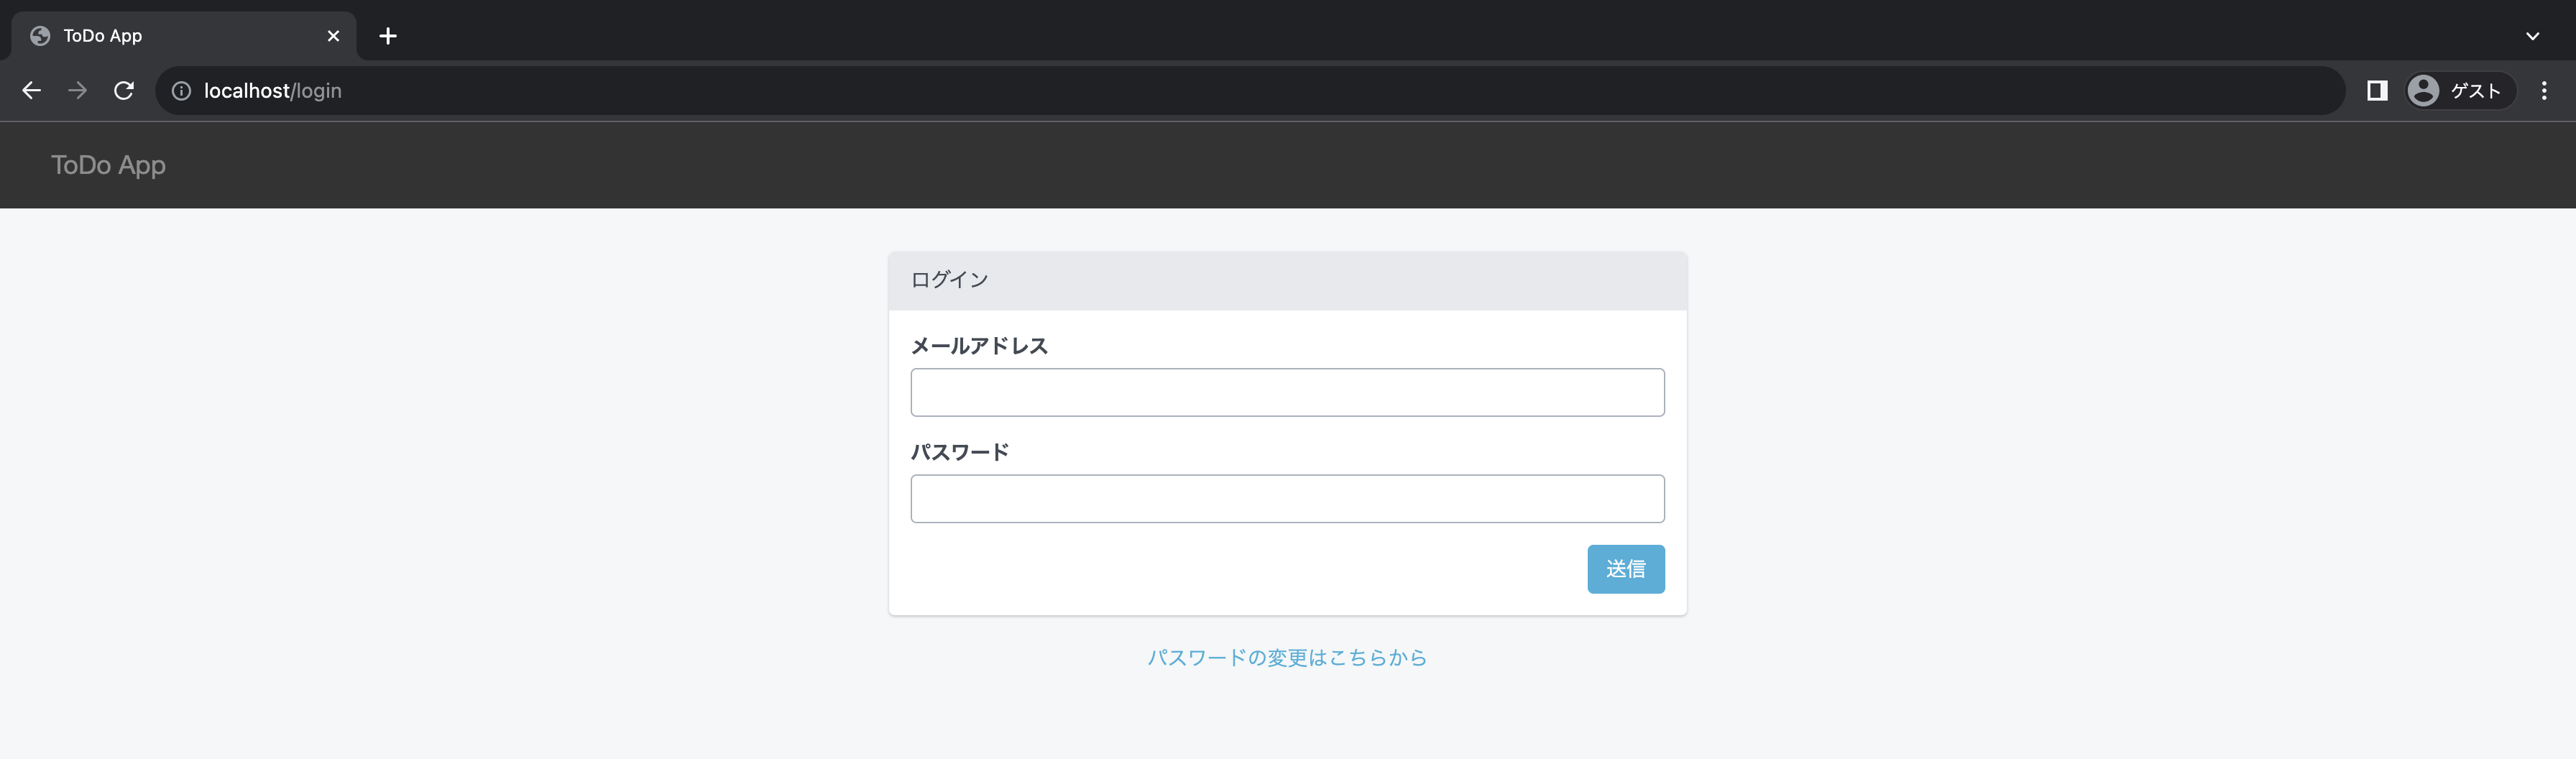 ToDo App
localhost/login
ゲスト
ToDo App
ログイン
メールアドレス
パスワード
送信
パスワードの変更はこちらから